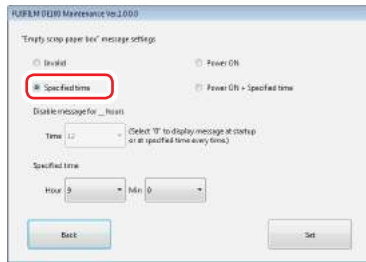 FUJIFILM DE100 Maintenance Ver.1.0.0.0
"Empty scrap paper box" message settings
Invalid
Power ON
Specified time
Power ON + Specified time
Disable message for __ hours
Time 12
(Select "0" to display message at startup
or at specified time every time.)
Specified time
Hour 9 Min 0
Back
Set